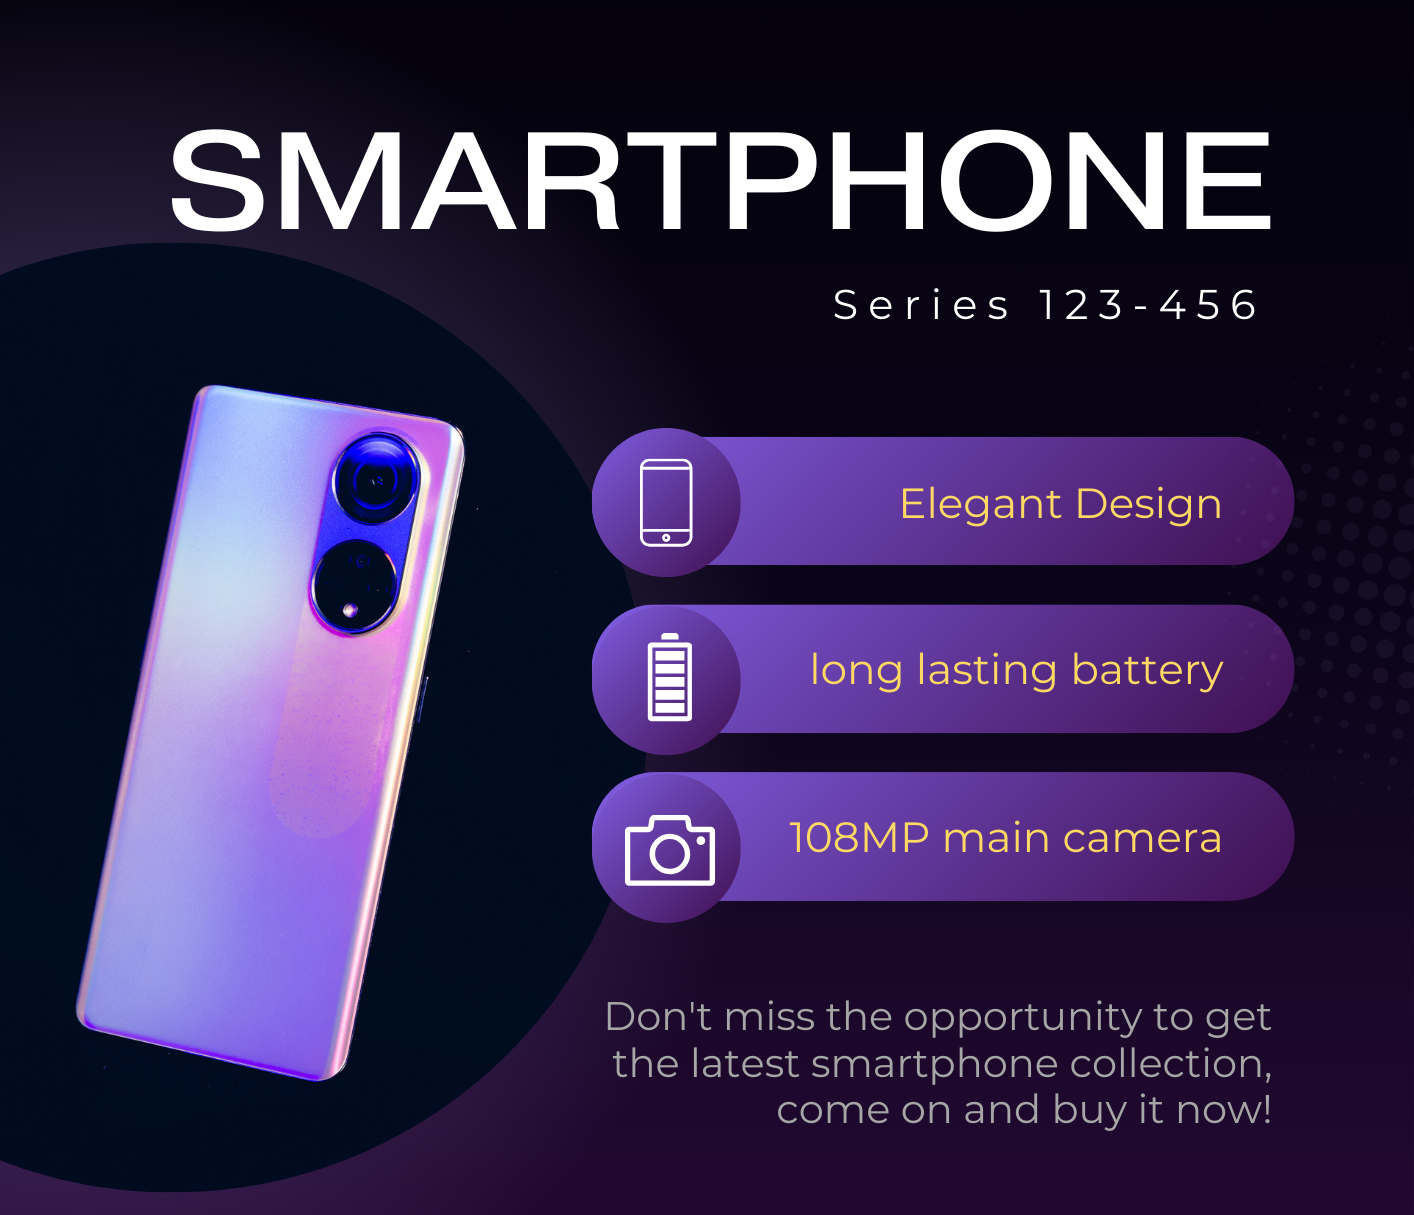 SMARTPHONE
Series 123-456
Elegant Design
long lasting battery
108MP main camera
Don't miss the opportunity to get
the latest smartphone collection,
come on and buy it now!